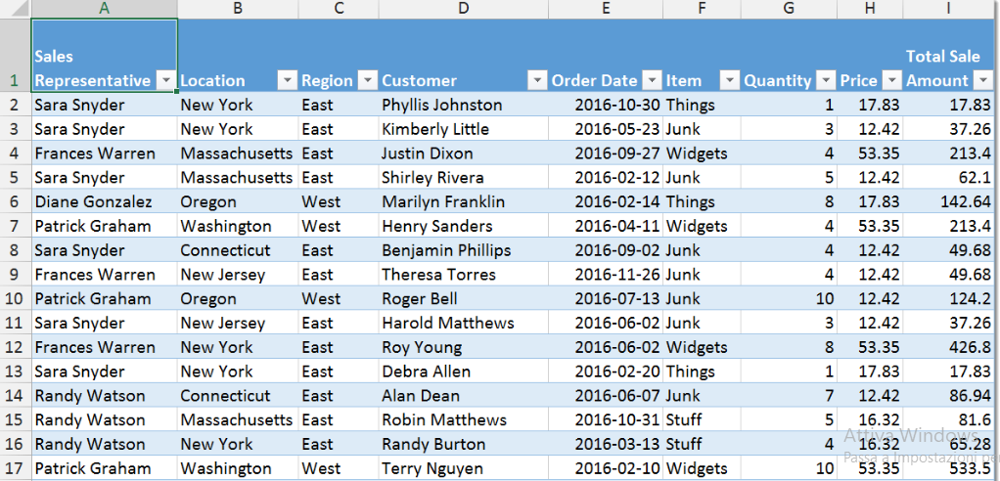 A B C D E F G H I
Sales Total Sale
1 Representative Location Region Customer Order Date Item Quantity Price Amount
2 Sara Snyder New York East Phyllis Johnston 2016-10-30 Things 1 17.83 17.83
3 Sara Snyder New York East Kimberly Little 2016-05-23 Junk 3 12.42 37.26
4 Frances Warren Massachusetts East Justin Dixon 2016-09-27 Widgets 4 53.35 213.4
5 Sara Snyder Massachusetts East Shirley Rivera 2016-02-12 Junk 5 12.42 62.1
6 Diane Gonzalez Oregon West Marilyn Franklin 2016-02-14 Things 8 17.83 142.64
7 Patrick Graham Washington West Henry Sanders 2016-04-11 Widgets 4 53.35 213.4
8 Sara Snyder Connecticut East Benjamin Phillips 2016-09-02 Junk 4 12.42 49.68
9 Frances Warren New Jersey East Theresa Torres 2016-11-26 Junk 4 12.42 49.68
10 Patrick Graham Oregon West Roger Bell 2016-07-13 Junk 10 12.42 124.2
11 Sara Snyder New Jersey East Harold Matthews 2016-06-02 Junk 3 12.42 37.26
12 Frances Warren New York East Roy Young 2016-06-02 Widgets 8 53.35 426.8
13 Sara Snyder New York East Debra Allen 2016-02-20 Things 1 17.83 17.83
14 Randy Watson Connecticut East Alan Dean 2016-06-07 Junk 7 12.42 86.94
15 Randy Watson Massachusetts East Robin Matthews 2016-10-31 Stuff 5 16.32 81.6
Attiva Windows
16 Randy Watson New York East Randy Burton 2016-03-13 Stuff 4 16.32 65.28
Passa a Impostazioni per
17 Patrick Graham Washington West Terry Nguyen 2016-02-10 Widgets 10 53.35 533.5